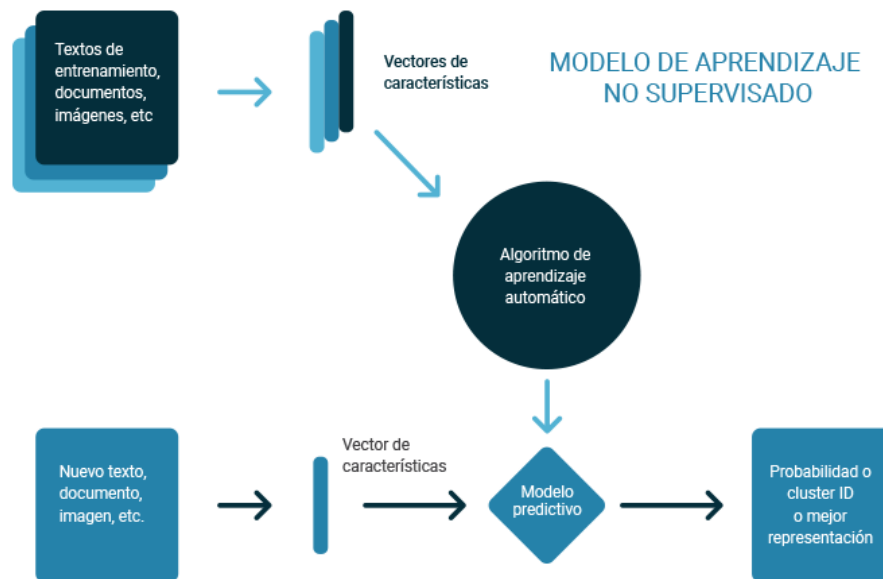 Textos de
entrenamiento,
documentos,
imágenes, etc
Vectores de
características
MODELO DE APRENDIZAJE
NO SUPERVISADO
Algoritmo de
aprendizaje
automático
Nuevo texto,
documento,
imagen, etc.
Vector de
características
Modelo
predictivo
Probabilidad o
cluster ID
o mejor
representación